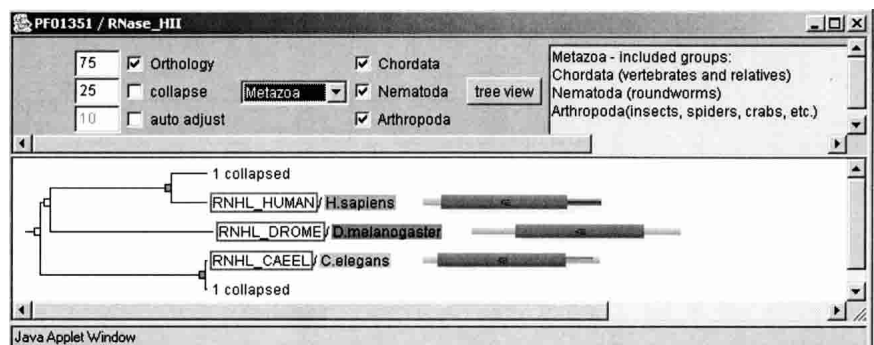 PF01351 / RNase_HII
75 Orthology Chordata
25 collapse Metazoa Nematoda tree view
10 auto adjust Arthropoda
Metazoa - included groups:
Chordata (vertebrates and relatives)
Nematoda (roundworms)
Arthropoda(insects, spiders, crabs, etc.)
1 collapsed
RNHL_HUMAN / H.sapiens
RNHL_DROME / D.melanogaster
RNHL_CAEEL / C.elegans
1 collapsed
Java Applet Window